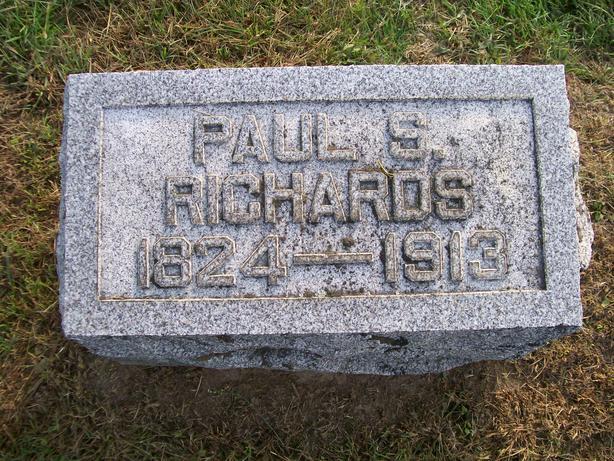 PAUL S.
RICHARDS
1824—1913